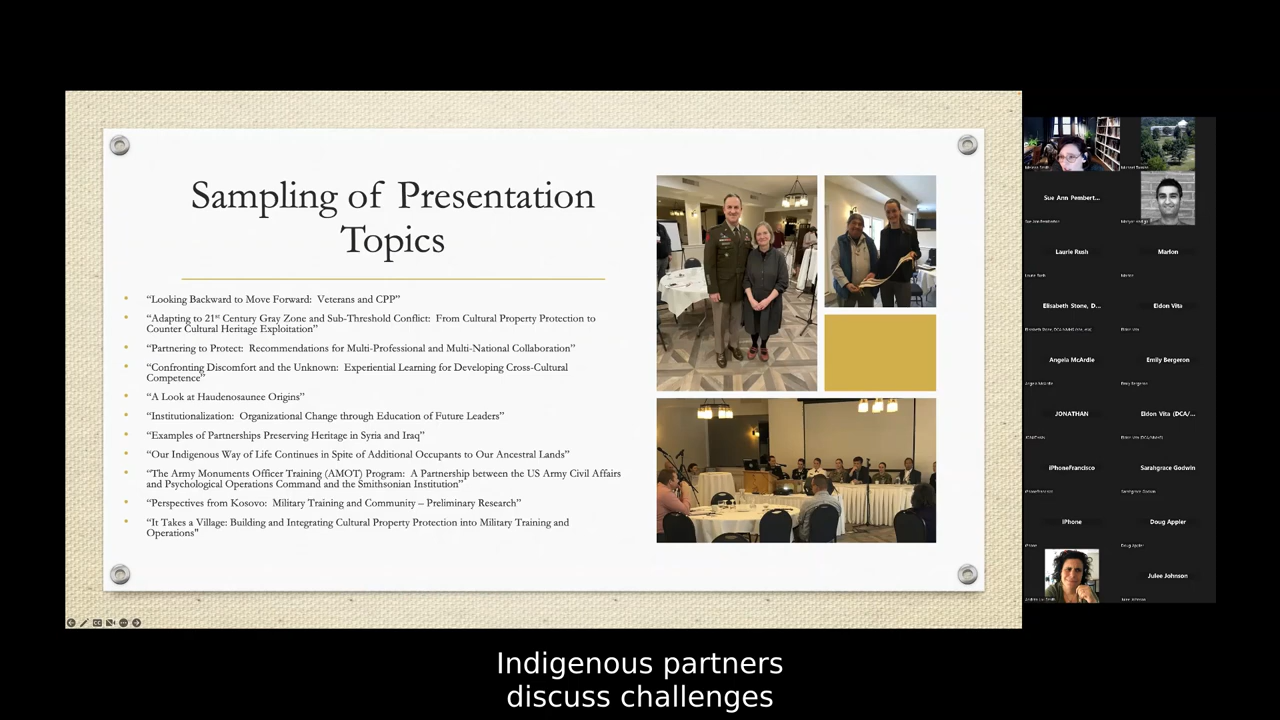 Sampling of Presentation
Topics
“Looking Backward to Move Forward: Veterans and CPP”
“Adapting to 21st Century Gray Zone and Sub-Threshold Conflict: From Cultural Property Protection to
Counter Cultural Heritage Exploitation”
“Partnering to Protect: Recommendations for Multi-Professional and Multi-National Collaboration”
“Confronting Discomfort and the Unknown: Experiential Learning for Developing Cross-Cultural
Competence”
“A Look at Haudenosaunee Origins”
“Institutionalization: Organizational Change through Education of Future Leaders”
“Examples of Partnerships Preserving Heritage in Syria and Iraq”
“Our Indigenous Way of Life Continues in Spite of Additional Occupants to Our Ancestral Lands”
“The Army Monuments Officer Training (AMOT) Program: A Partnership between the US Army Civil Affairs
and Psychological Operations Command and the Smithsonian Institution”
“Perspectives from Kosovo: Military Training and Community – Preliminary Research”
“It Takes a Village: Building and Integrating Cultural Property Protection into Military Training and
Operations"
Sue Ann Pembert...
Laurie Rush
Marlon
Elisabeth Stone, D...
Eldon Vita
Angela McArdle
Emily Bergeron
JONATHAN
Eldon Vita (DCA/...
iPhoneFrancisco
Sarahgrace Godwin
iPhone
Doug Appler
Julee Johnson
Indigenous partners
discuss challenges